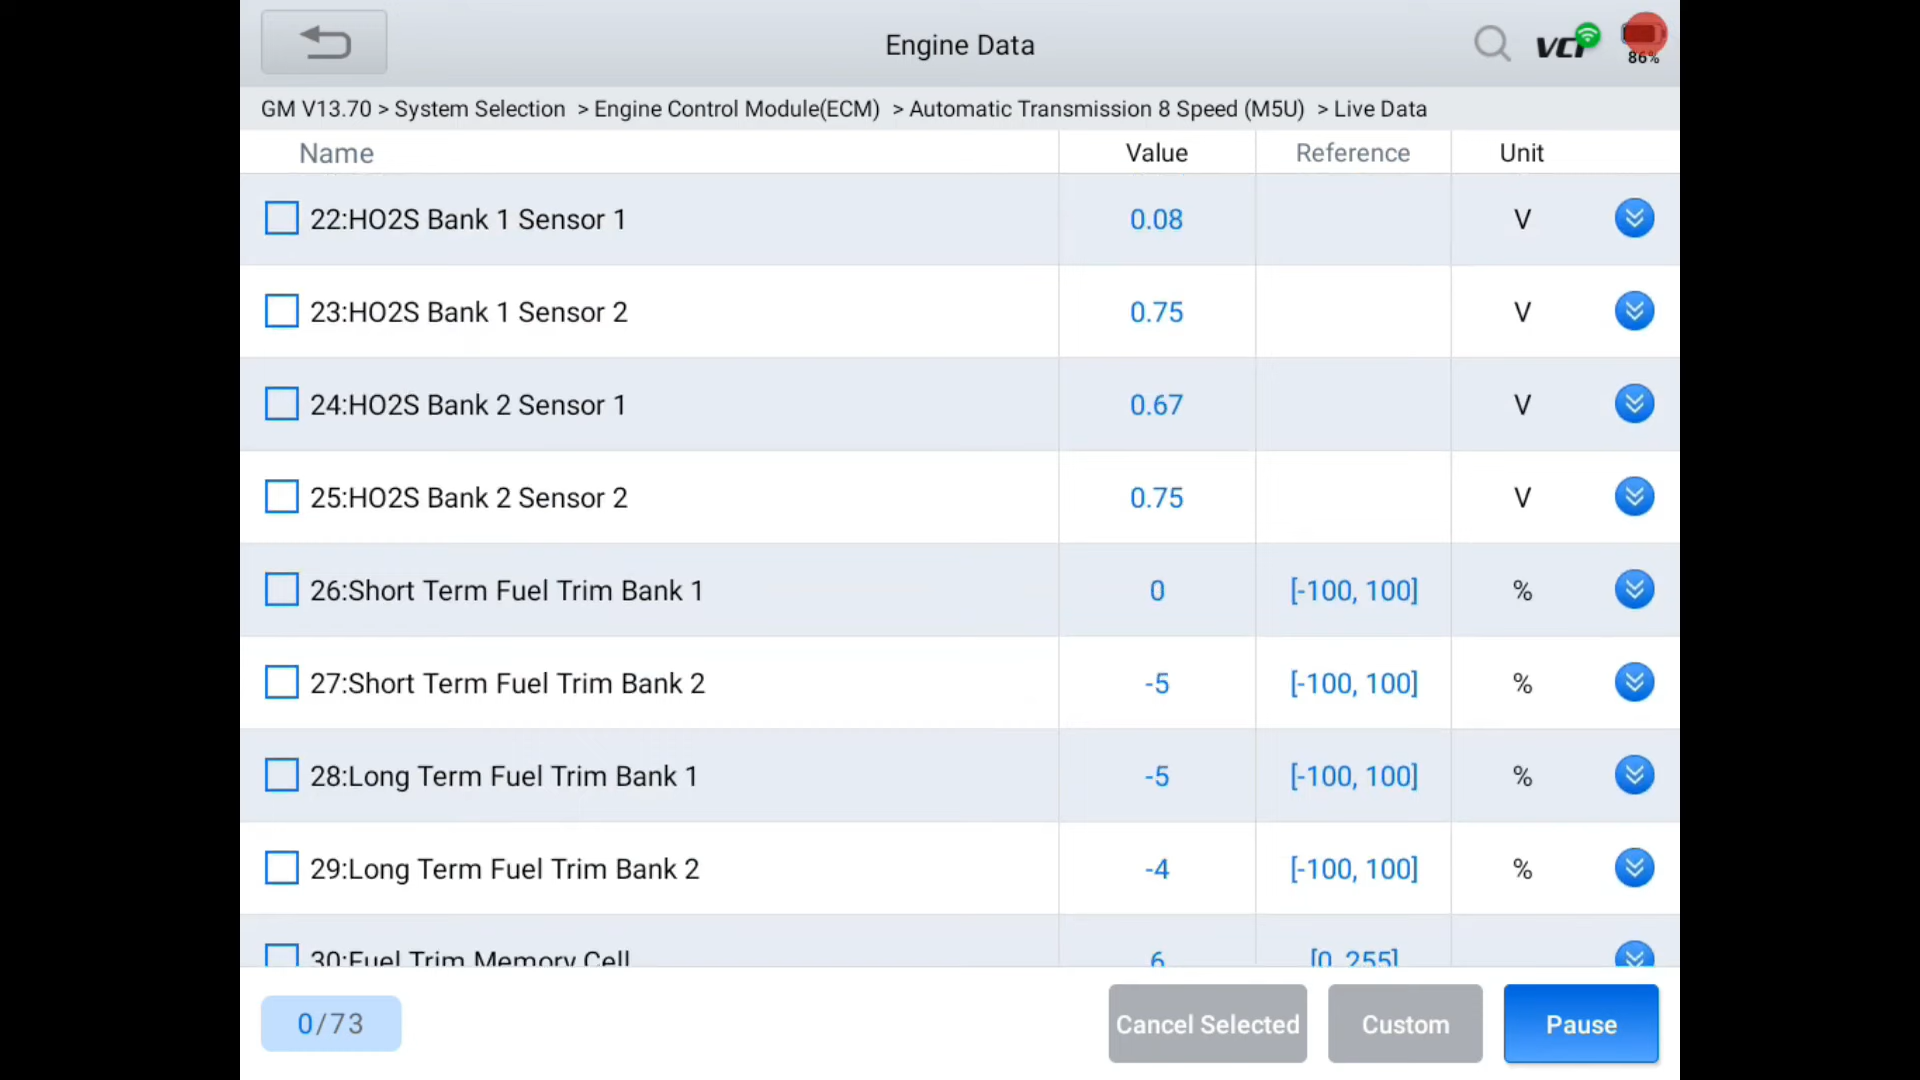 Engine Data
VCI
86%
GM V13.70 > System Selection > Engine Control Module(ECM) > Automatic Transmission 8 Speed (M5U) > Live Data
Name Value Reference Unit
22:HO2S Bank 1 Sensor 1 0.08 V
23:HO2S Bank 1 Sensor 2 0.75 V
24:HO2S Bank 2 Sensor 1 0.67 V
25:HO2S Bank 2 Sensor 2 0.75 V
26:Short Term Fuel Trim Bank 1 0 [-100, 100] %
27:Short Term Fuel Trim Bank 2 -5 [-100, 100] %
28:Long Term Fuel Trim Bank 1 -5 [-100, 100] %
29:Long Term Fuel Trim Bank 2 -4 [-100, 100] %
30:Fuel Trim Memory Cell 6 [0, 255]
0/73 Cancel Selected Custom Pause